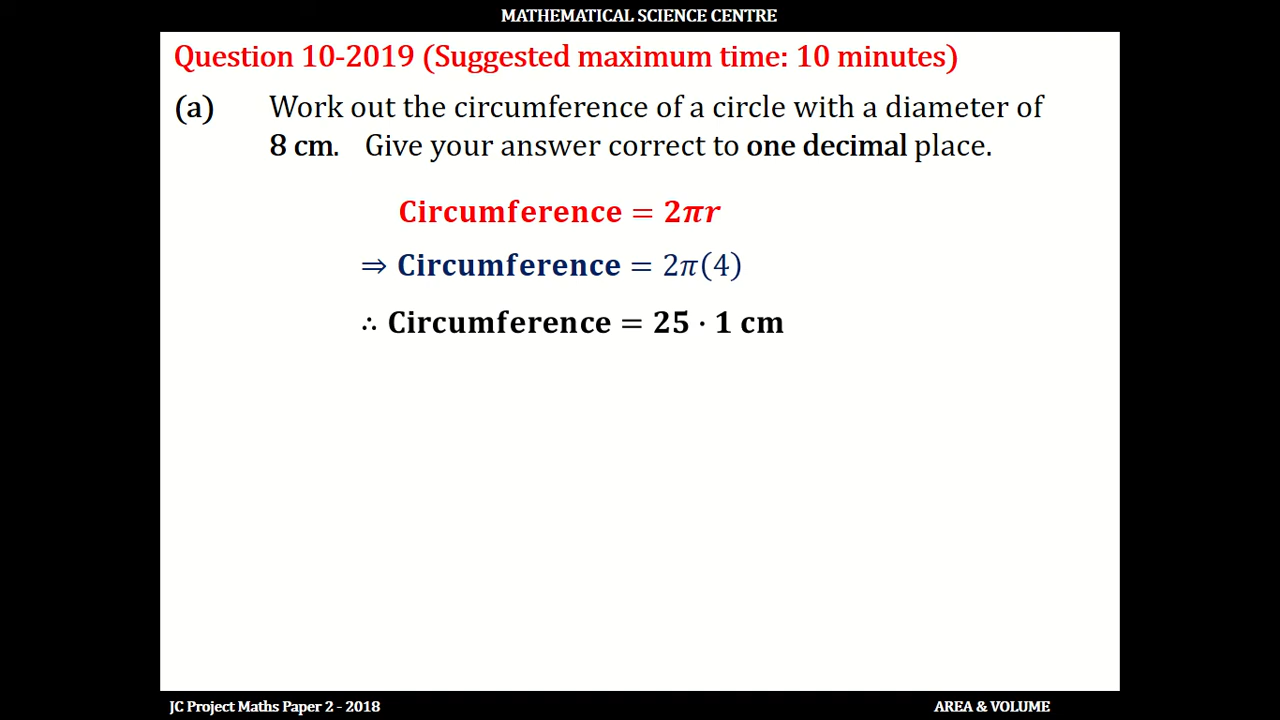 MATHEMATICAL SCIENCE CENTRE
Question 10-2019 (Suggested maximum time: 10 minutes)
(a) Work out the circumference of a circle with a diameter of
8 cm. Give your answer correct to one decimal place.
Circumference = 2πr
⇒ Circumference = 2π(4)
∴ Circumference = 25 · 1 cm
JC Project Maths Paper 2 - 2018 AREA & VOLUME